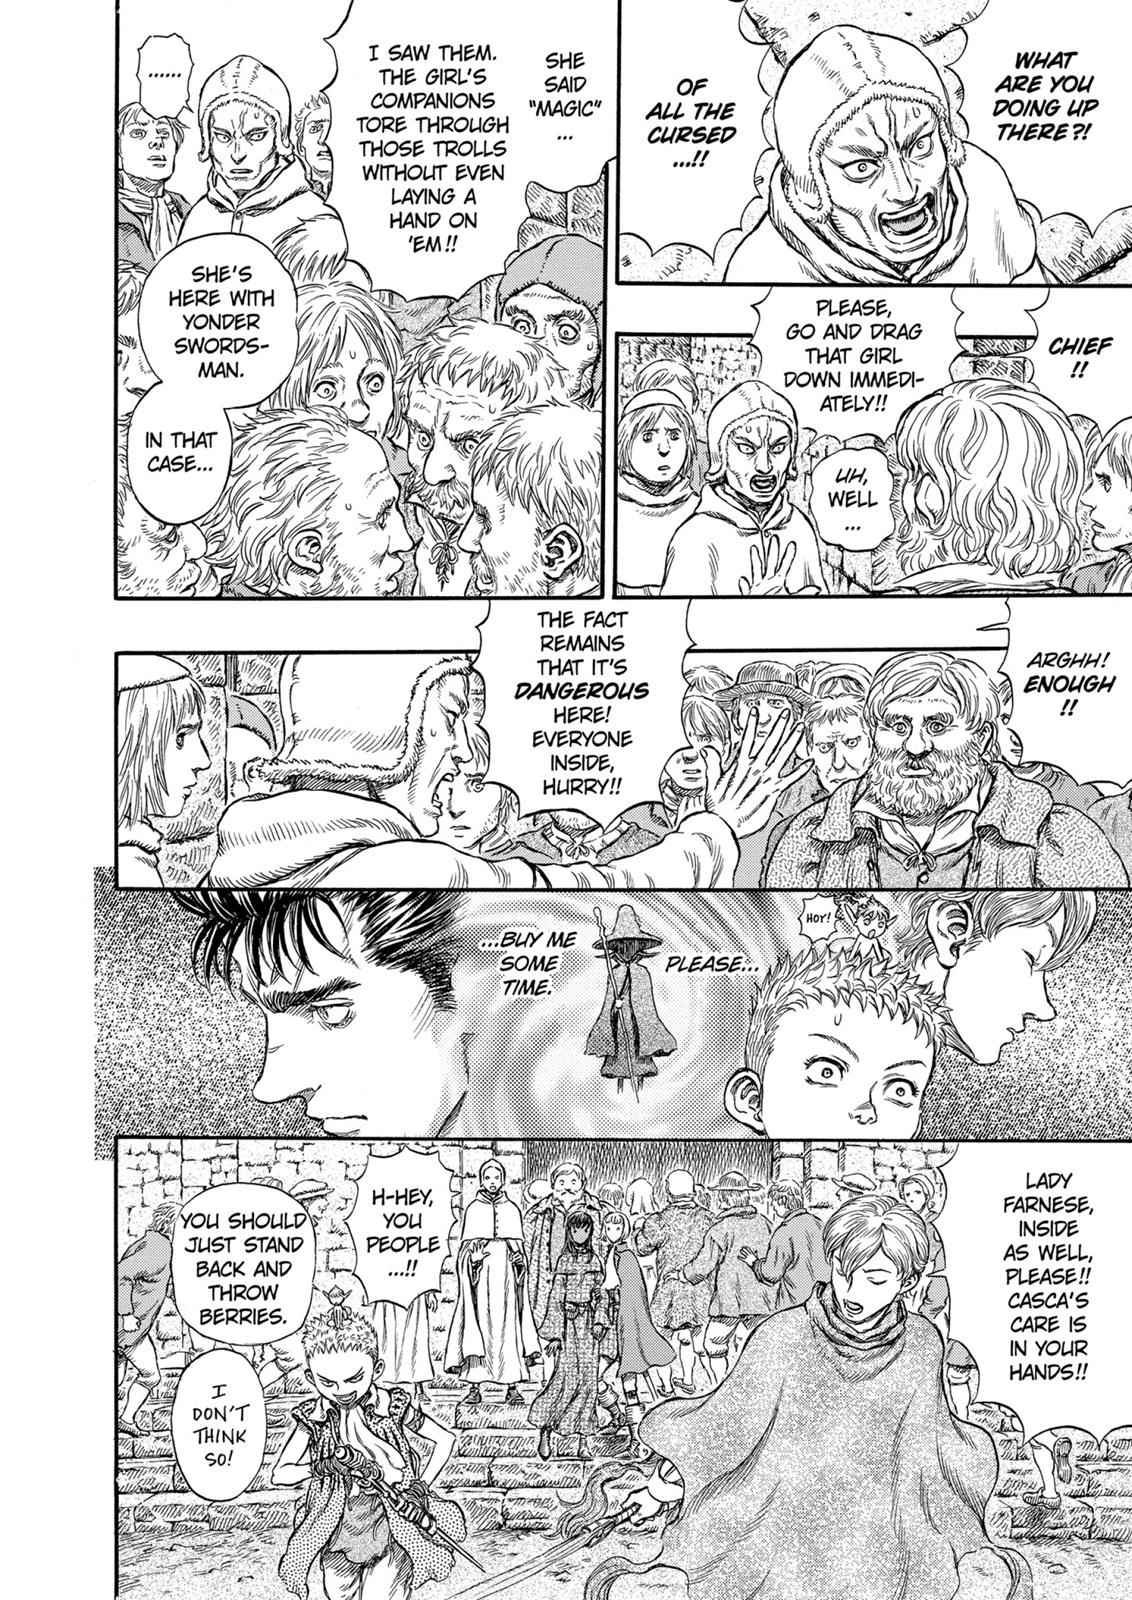 WHAT
ARE YOU
DOING UP
THERE?!
OF
ALL THE
CURSED
...!!
CHIEF
!!
PLEASE,
GO AND DRAG
THAT GIRL
DOWN IMMEDI-
ATELY!!
UH,
WELL
...
SHE
SAID
"MAGIC"
...
I SAW THEM.
THE GIRL'S
COMPANIONS
TORE THROUGH
THOSE TROLLS
WITHOUT EVEN
LAYING A
HAND ON
'EM!!
......
SHE'S
HERE WITH
YONDER
SWORDS-
MAN.
IN THAT
CASE...
ARGHH!
ENOUGH
!!
THE FACT
REMAINS
THAT IT'S
DANGEROUS
HERE!
EVERYONE
INSIDE,
HURRY!!
HOY!
PLEASE...
...BUY ME
SOME
TIME.
LADY
FARNESE,
INSIDE
AS WELL,
PLEASE!!
CASCA'S
CARE IS
IN YOUR
HANDS!!
H-HEY,
YOU
PEOPLE
...!!
YOU SHOULD
JUST STAND
BACK AND
THROW
BERRIES.
I
DON'T
THINK
SO!